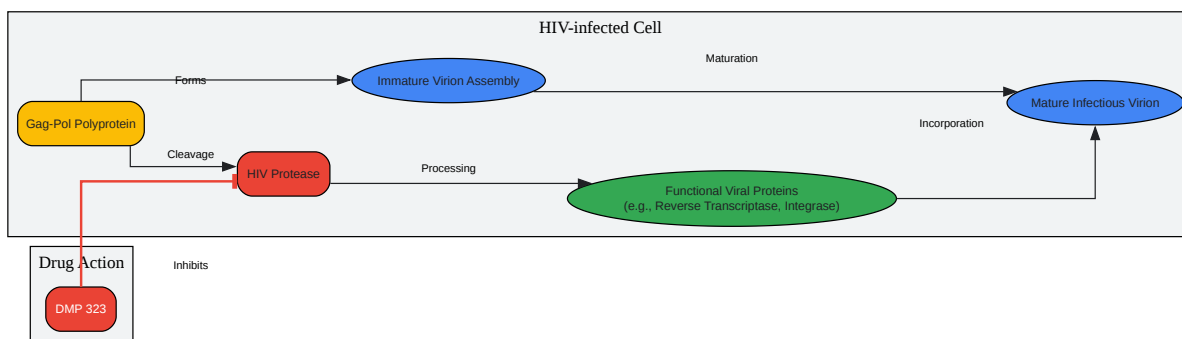 HIV-infected Cell
Maturation
Forms
Immature Virion Assembly
Mature Infectious Virion
Gag-Pol Polyprotein
Incorporation
Cleavage
HIV Protease
Processing
Functional Viral Proteins
(e.g., Reverse Transcriptase, Integrase)
Drug Action
Inhibits
DMP 323